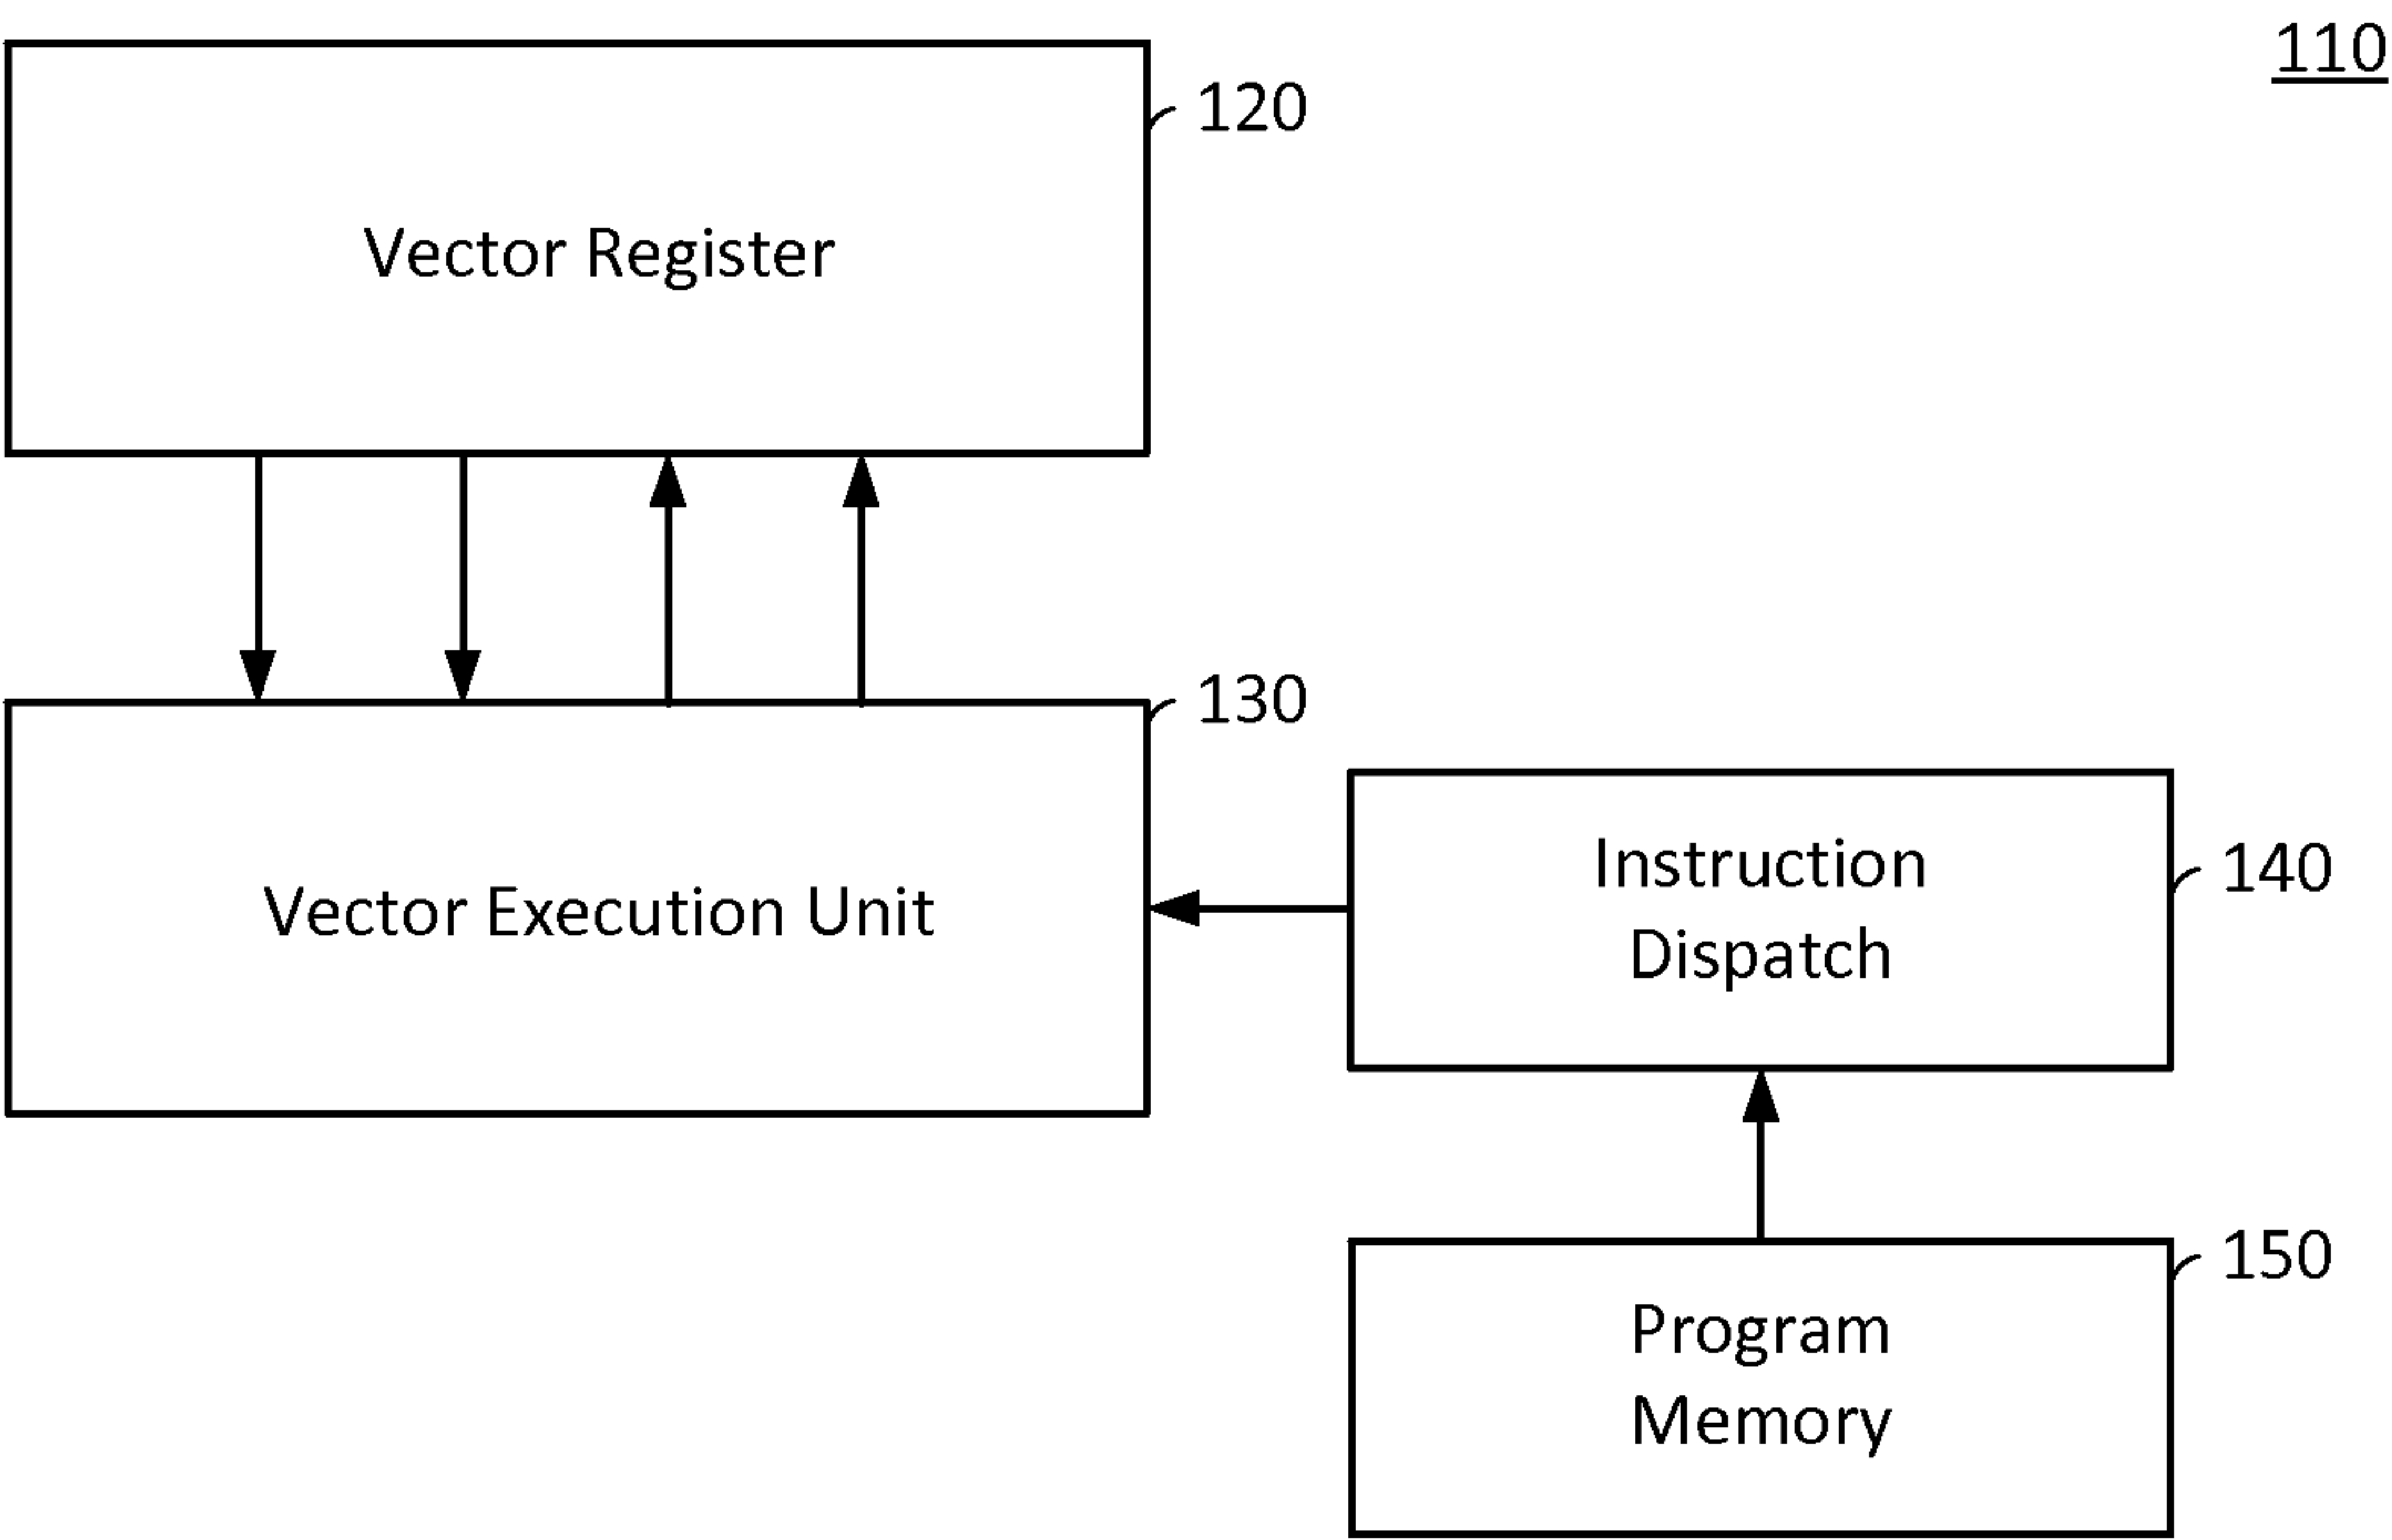 110
120
Vector Register
130
Vector Execution Unit
Instruction
Dispatch
140
150
Program
Memory